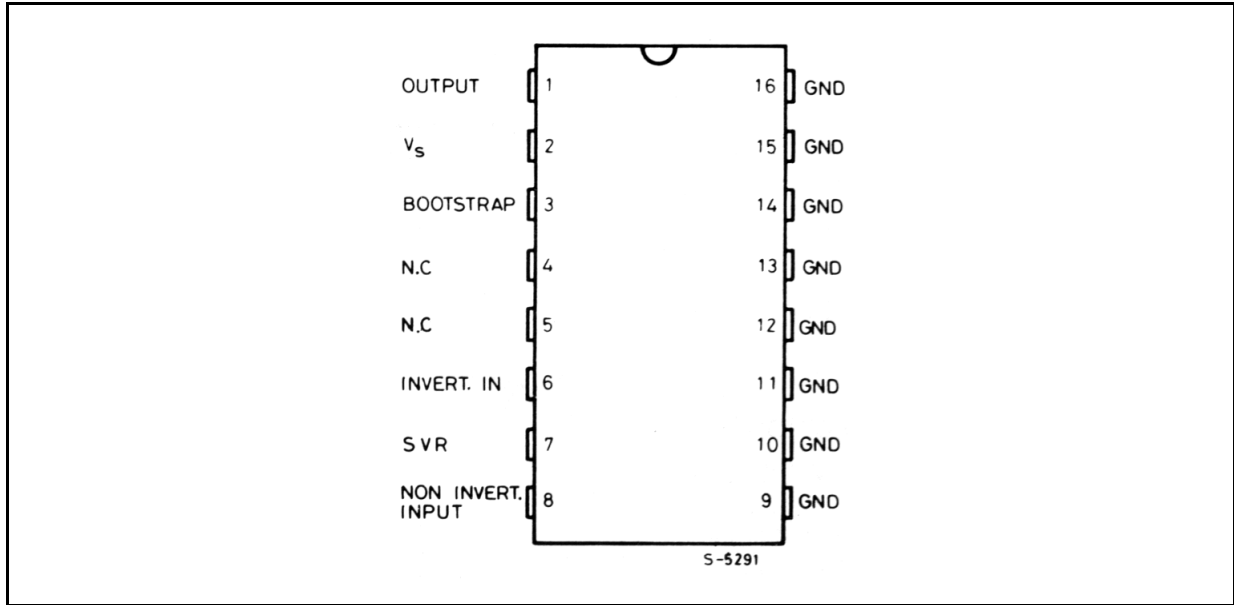 OUTPUT 1 16 GND
Vs 2 15 GND
BOOTSTRAP 3 14 GND
N.C 4 13 GND
N.C 5 12 GND
INVERT. IN 6 11 GND
SVR 7 10 GND
NON INVERT.
INPUT 8 9 GND
S-5291